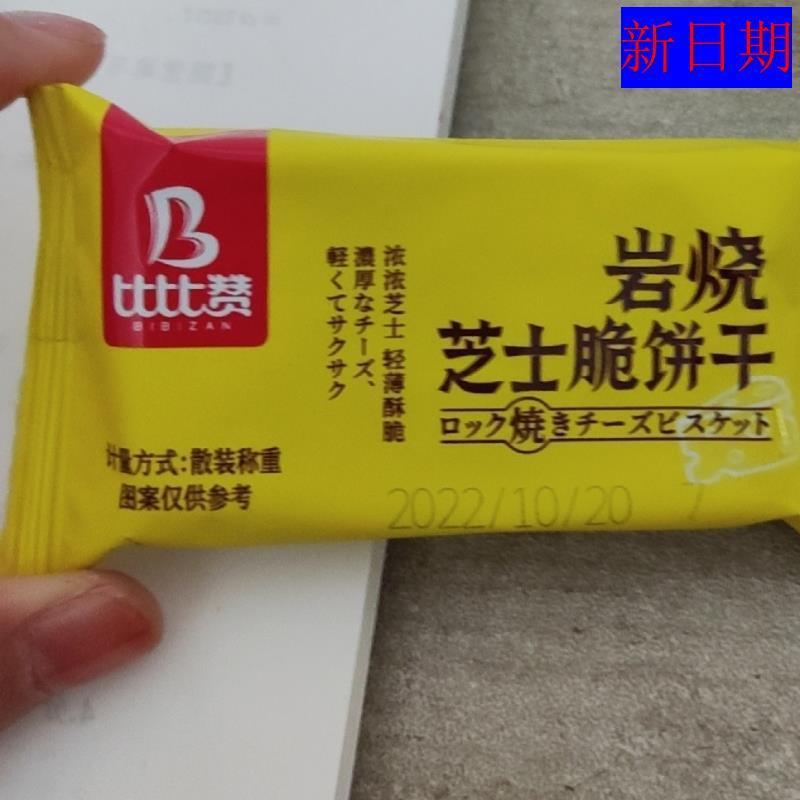 新日期
比比赞
BIBIZAN
浓浓芝士 轻薄酥脆
濃厚なチーズ、
軽くてサクサク
岩烧
芝士脆饼干
ロック焼きチーズビスケット
计量方式:散装称重
图案仅供参考
2022/10/20 7